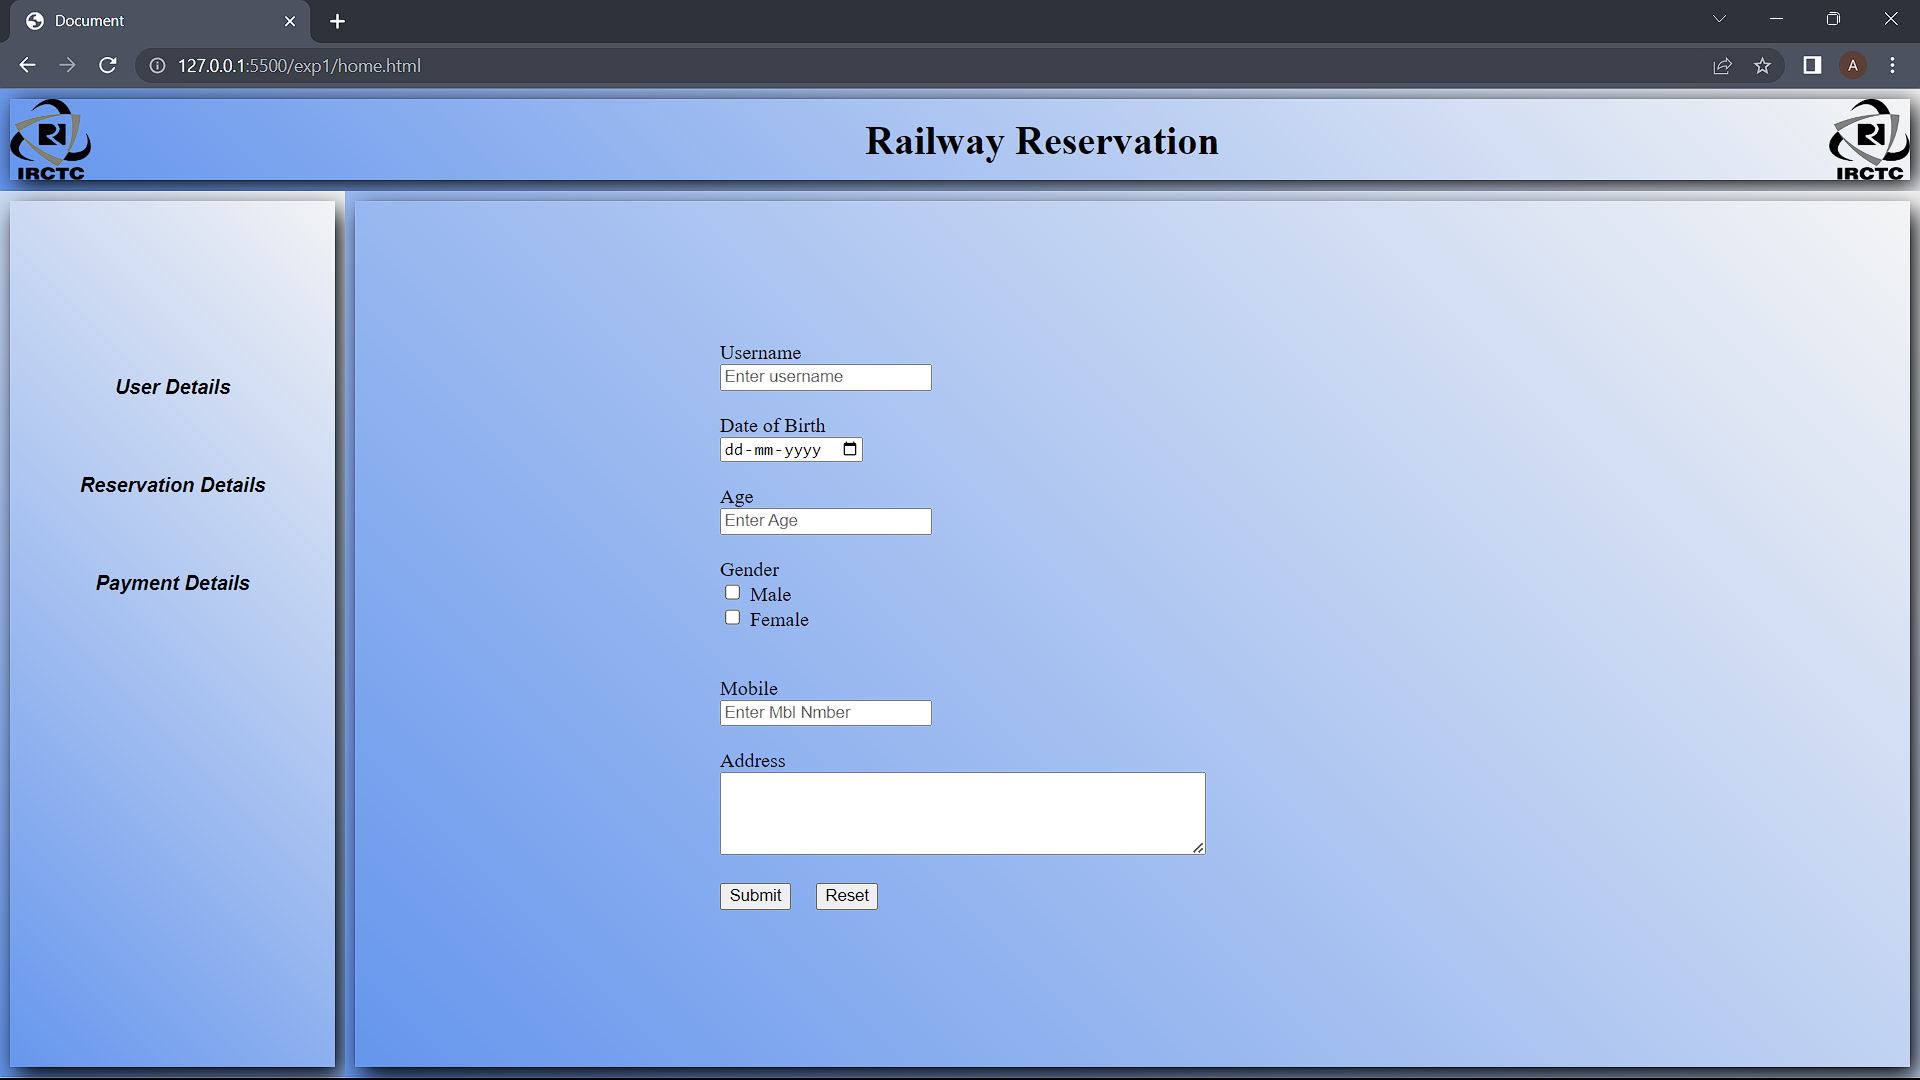 Document
127.0.0.1:5500/exp1/home.html
A
Railway Reservation
IRCTC
IRCTC
User Details
Reservation Details
Payment Details
Username
Enter username
Date of Birth
dd-mm-yyyy
Age
Enter Age
Gender
Male
Female
Mobile
Enter Mbl Nmber
Address
Submit Reset